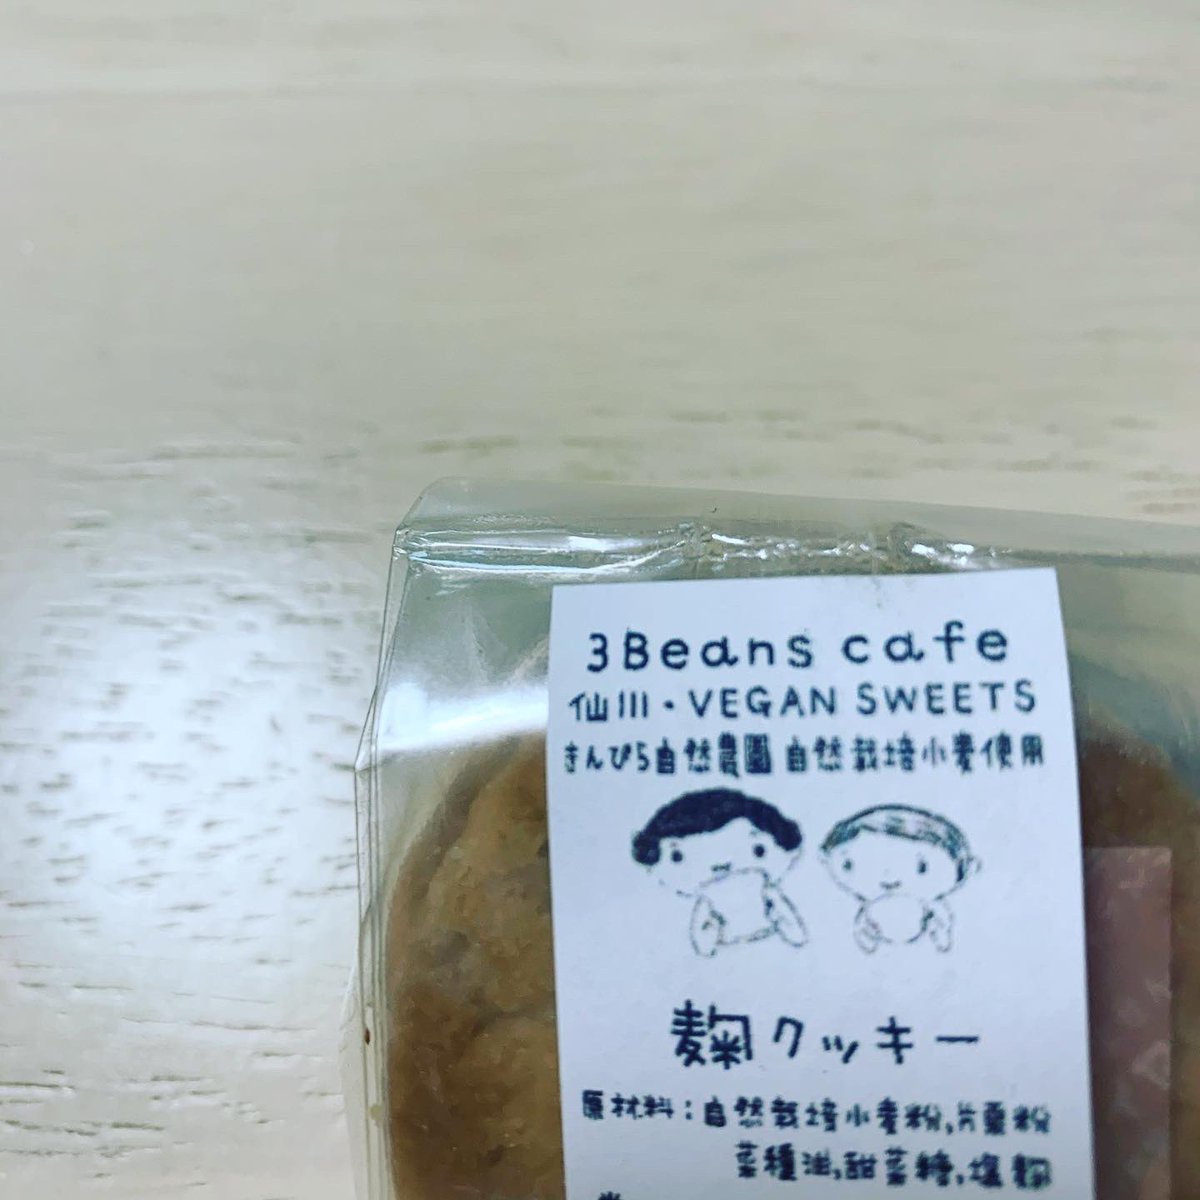 3 Beans cafe
仙川・VEGAN SWEETS
きんぴら自然農園 自然栽培小麦使用
麹クッキー
原材料:自然栽培小麦粉,片栗粉
菜種油,甜菜糖,塩麹